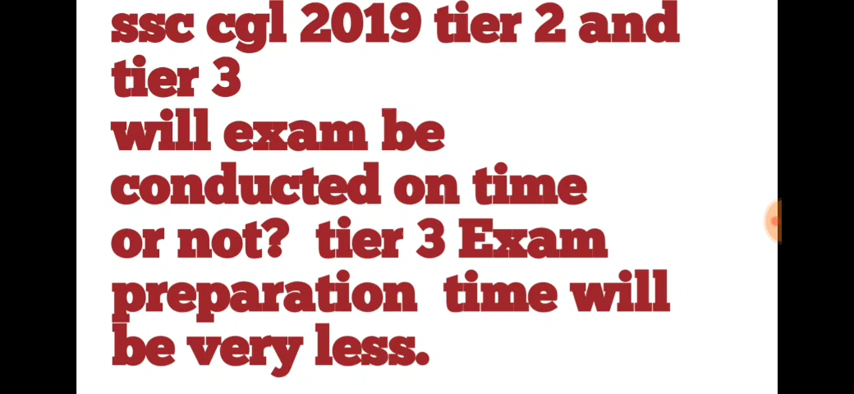 ssc cgl 2019 tier 2 and
tier 3
will exam be
conducted on time
or not?  tier 3 Exam
preparation  time will
be very less.